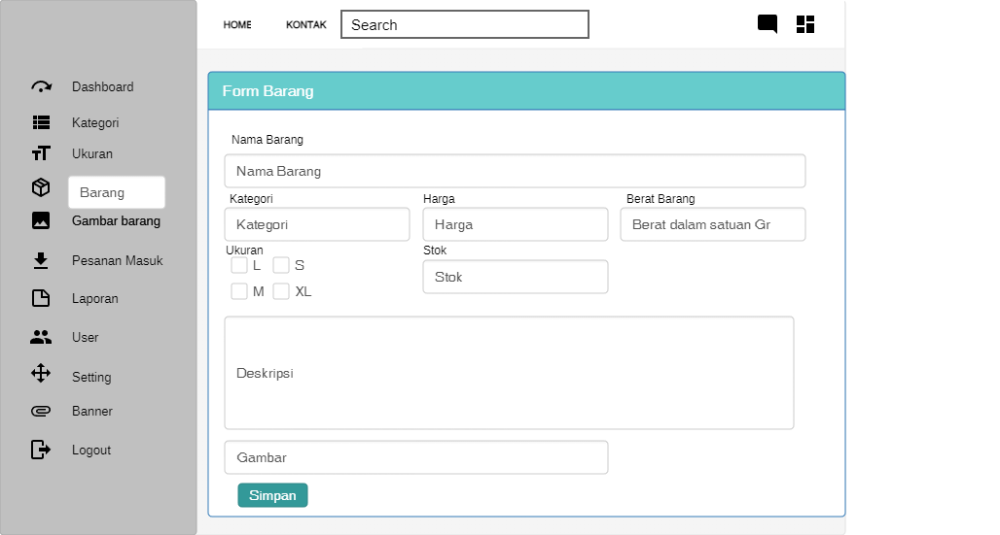 HOME KONTAK Search
Dashboard
Kategori
Ukuran
Barang
Gambar barang
Pesanan Masuk
Laporan
User
Setting
Banner
Logout
Form Barang
Nama Barang
Nama Barang
Kategori Harga Berat Barang
Kategori Harga Berat dalam satuan Gr
Ukuran Stok
L S
Stok
M XL
Deskripsi
Gambar
Simpan